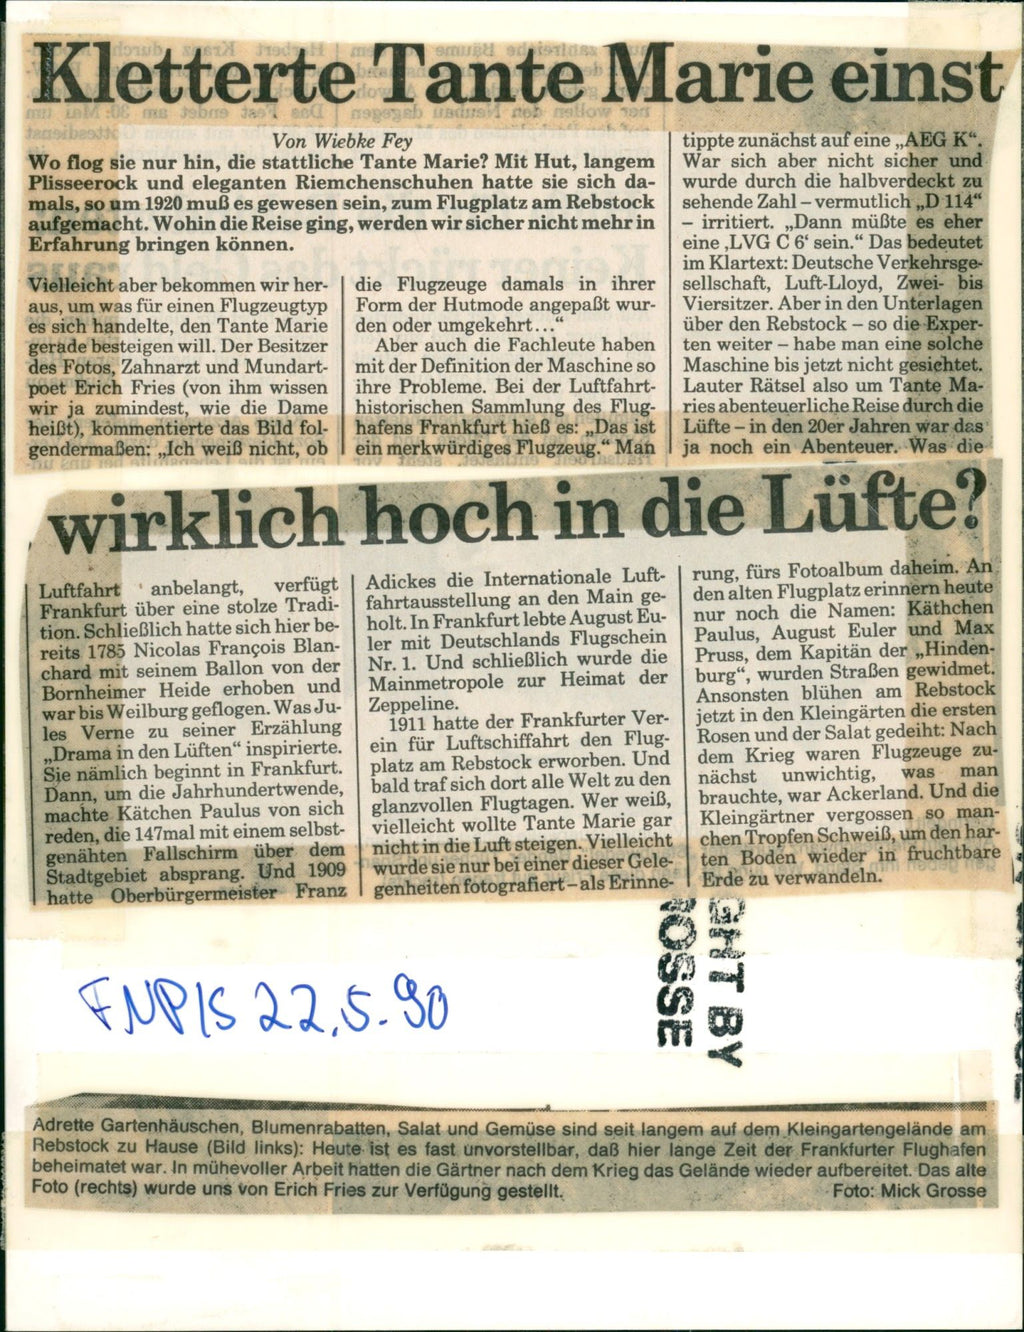 Kletterte Tante Marie einst
Von Wiebke Fey
Wo flog sie nur hin, die stattliche Tante Marie? Mit Hut, langem
Plisseerock und eleganten Riemchenschuhen hatte sie sich da-
mals, so um 1920 muß es gewesen sein, zum Flugplatz am Rebstock
aufgemacht. Wohin die Reise ging, werden wir sicher nicht mehr in
Erfahrung bringen können.
Vielleicht aber bekommen wir her-
aus, um was für einen Flugzeugtyp
es sich handelte, den Tante Marie
gerade besteigen will. Der Besitzer
des Fotos, Zahnarzt und Mundart-
poet Erich Fries (von ihm wissen
wir ja zumindest, wie die Dame
heißt), kommentierte das Bild fol-
gendermaßen: „Ich weiß nicht, ob
die Flugzeuge damals in ihrer
Form der Hutmode angepaßt wur-
den oder umgekehrt...“
Aber auch die Fachleute haben
mit der Definition der Maschine so
ihre Probleme. Bei der Luftfahrt-
historischen Sammlung des Flug-
hafens Frankfurt hieß es: „Das ist
ein merkwürdiges Flugzeug.“ Man
tippte zunächst auf eine „AEG K“.
War sich aber nicht sicher und
wurde durch die halbverdeckt zu
sehende Zahl – vermutlich „D 114“
– irritiert. „Dann müßte es eher
eine ‚LVG C 6‘ sein.“ Das bedeutet
im Klartext: Deutsche Verkehrsge-
sellschaft, Luft-Lloyd, Zwei- bis
Viersitzer. Aber in den Unterlagen
über den Rebstock – so die Exper-
ten weiter – habe man eine solche
Maschine bis jetzt nicht gesichtet.
Lauter Rätsel also um Tante Ma-
ries abenteuerliche Reise durch die
Lüfte – in den 20er Jahren war das
ja noch ein Abenteuer. Was die
wirklich hoch in die Lüfte?
Luftfahrt anbelangt, verfügt
Frankfurt über eine stolze Tradi-
tion. Schließlich hatte sich hier be-
reits 1785 Nicolas François Blan-
chard mit seinem Ballon von der
Bornheimer Heide erhoben und
war bis Weilburg geflogen. Was Ju-
les Verne zu seiner Erzählung
„Drama in den Lüften“ inspirierte.
Sie nämlich beginnt in Frankfurt.
Dann, um die Jahrhundertwende,
machte Kätchen Paulus von sich
reden, die 147mal mit einem selbst-
genähten Fallschirm über dem
Stadtgebiet absprang. Und 1909
hatte Oberbürgermeister Franz
Adickes die Internationale Luft-
fahrtausstellung an den Main ge-
holt. In Frankfurt lebte August Eu-
ler mit Deutschlands Flugschein
Nr. 1. Und schließlich wurde die
Mainmetropole zur Heimat der
Zeppeline.
1911 hatte der Frankfurter Ver-
ein für Luftschiffahrt den Flug-
platz am Rebstock erworben. Und
bald traf sich dort alle Welt zu den
glanzvollen Flugtagen. Wer weiß,
vielleicht wollte Tante Marie gar
nicht in die Luft steigen. Vielleicht
wurde sie nur bei einer dieser Gele-
genheiten fotografiert – als Erinne-
rung, fürs Fotoalbum daheim. An
den alten Flugplatz erinnern heute
nur noch die Namen: Käthchen
Paulus, August Euler und Max
Pruss, dem Kapitän der „Hinden-
burg“, wurden Straßen gewidmet.
Ansonsten blühen am Rebstock
jetzt in den Kleingärten die ersten
Rosen und der Salat gedeiht: Nach
dem Krieg waren Flugzeuge zu-
nächst unwichtig, was man
brauchte, war Ackerland. Und die
Kleingärtner vergossen so man-
chen Tropfen Schweiß, um den har-
ten Boden wieder in fruchtbare
Erde zu verwandeln.
GHT BY
ROSSE
FNP/S 22.5.90
Adrette Gartenhäuschen, Blumenrabatten, Salat und Gemüse sind seit langem auf dem Kleingartengelände am
Rebstock zu Hause (Bild links): Heute ist es fast unvorstellbar, daß hier lange Zeit der Frankfurter Flughafen
beheimatet war. In mühevoller Arbeit hatten die Gärtner nach dem Krieg das Gelände wieder aufbereitet. Das alte
Foto (rechts) wurde uns von Erich Fries zur Verfügung gestellt. Foto: Mick Grosse